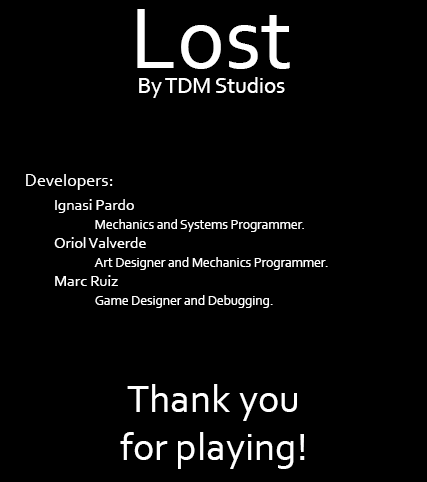 Lost
By TDM Studios
Developers:
Ignasi Pardo
Mechanics and Systems Programmer.
Oriol Valverde
Art Designer and Mechanics Programmer.
Marc Ruiz
Game Designer and Debugging.
Thank you
for playing!